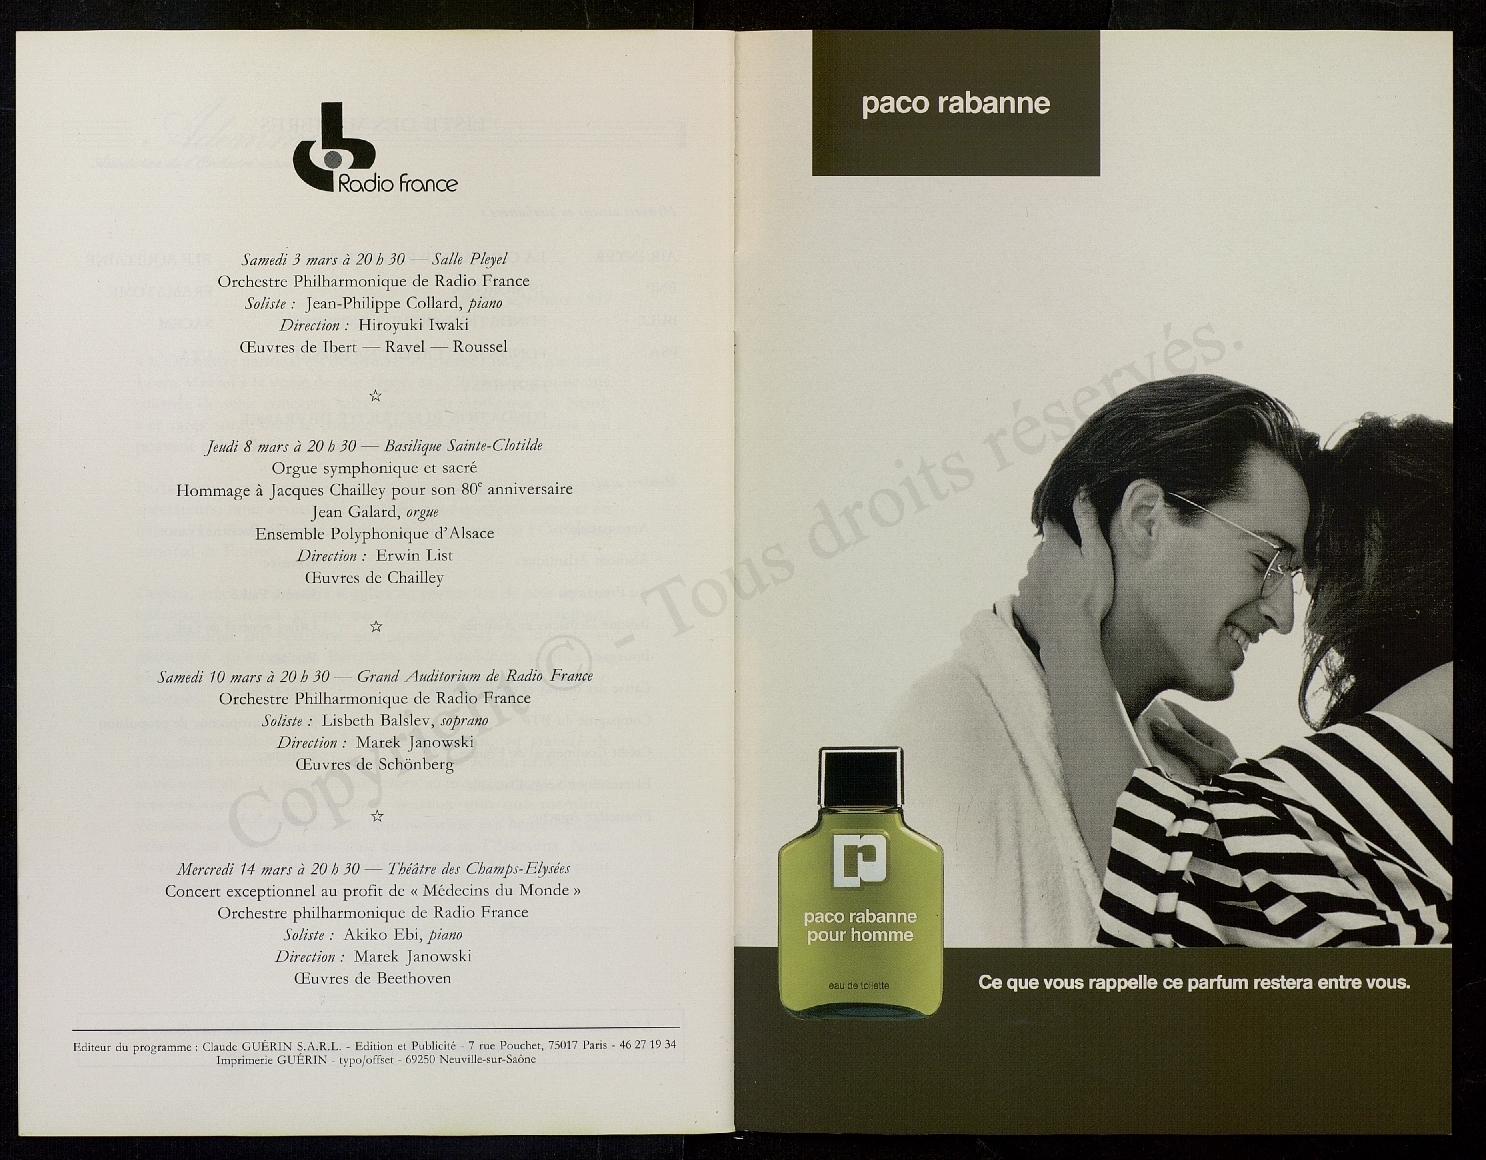 Radio France
Samedi 3 mars à 20 h 30 — Salle Pleyel
Orchestre Philharmonique de Radio France
Soliste : Jean-Philippe Collard, piano
Direction : Hiroyuki Iwaki
Œuvres de Ibert — Ravel — Roussel
☆
Jeudi 8 mars à 20 h 30 — Basilique Sainte-Clotilde
Orgue symphonique et sacré
Hommage à Jacques Chailley pour son 80e anniversaire
Jean Galard, orgue
Ensemble Polyphonique d'Alsace
Direction : Erwin List
Œuvres de Chailley
☆
Samedi 10 mars à 20 h 30 — Grand Auditorium de Radio France
Orchestre Philharmonique de Radio France
Soliste : Lisbeth Balslev, soprano
Direction : Marek Janowski
Œuvres de Schönberg
☆
Mercredi 14 mars à 20 h 30 — Théâtre des Champs-Elysées
Concert exceptionnel au profit de « Médecins du Monde »
Orchestre philharmonique de Radio France
Soliste : Akiko Ebi, piano
Direction : Marek Janowski
Œuvres de Beethoven
Editeur du programme : Claude GUÉRIN S.A.R.L. - Edition et Publicité - 7 rue Pouchet, 75017 Paris - 46 27 19 34
Imprimerie GUÉRIN - typo/offset - 69250 Neuville-sur-Saône
paco rabanne
r
paco rabanne
pour homme
eau de toilette
Ce que vous rappelle ce parfum restera entre vous.
Copyright © - Tous droits réservés.